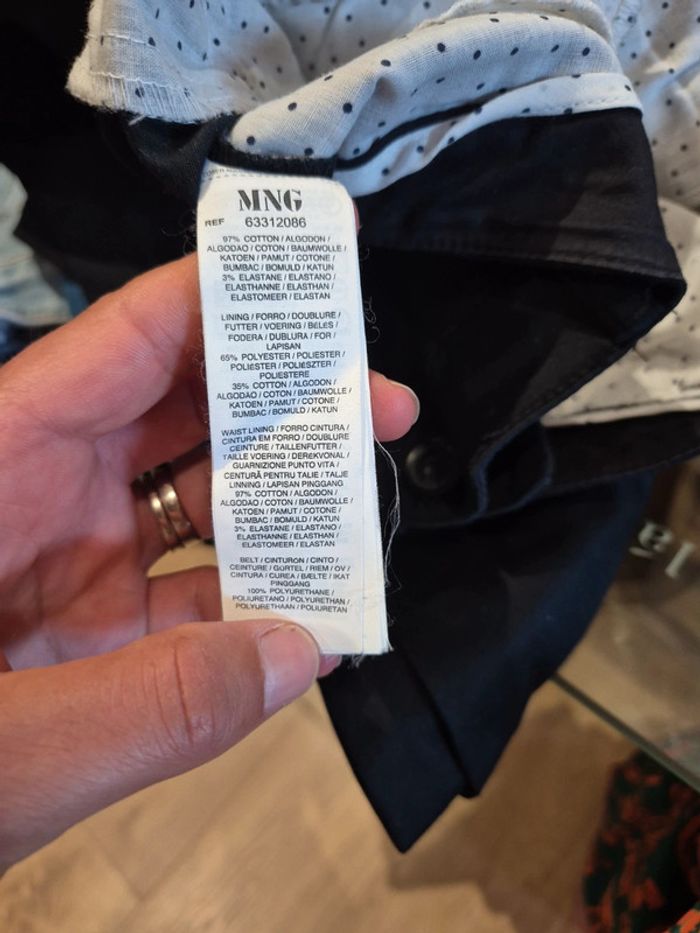 MNG
REF 63312086
97% COTTON / ALGODON /
ALGODAO / COTON / BAUMWOLLE /
KATOEN / PAMUT / COTONE /
BUMBAC / BOMULD / KATUN
3% ELASTANE / ELASTANO /
ELASTHANNE / ELASTHAN /
ELASTOMEER / ELASTAN
LINING / FORRO / DOUBLURE /
FUTTER / VOERING / BÉLÉS /
FODERA / DUBLURA / FOR /
LAPISAN
65% POLYESTER / POLIESTER /
POLIESTER / POLIESZTER /
POLIESTERE
35% COTTON / ALGODON /
ALGODAO / COTON / BAUMWOLLE /
KATOEN / PAMUT / COTONE /
BUMBAC / BOMULD / KATUN
WAIST LINING / FORRO CINTURA /
CINTURA EM FORRO / DOUBLURE
CEINTURE / TAILLENFUTTER /
TAILLE VOERING / DEREKVONAL /
GUARNIZIONE PUNTO VITA /
CENTURĂ PENTRU TALIE / TALJE
LINNING / LAPISAN PINGGANG
97% COTTON / ALGODON /
ALGODAO / COTON / BAUMWOLLE /
KATOEN / PAMUT / COTONE /
BUMBAC / BOMULD / KATUN
3% ELASTANE / ELASTANO /
ELASTHANNE / ELASTHAN /
ELASTOMEER / ELASTAN
BELT / CINTURON / CINTO /
CEINTURE / GÜRTEL / RIEM / OV /
CINTURA / CUREA / BÆLTE / IKAT
PINGGANG
100% POLYURETHANE /
POLIURETANO / POLYURETHAN /
POLYURETHAAN / POLIURETAN